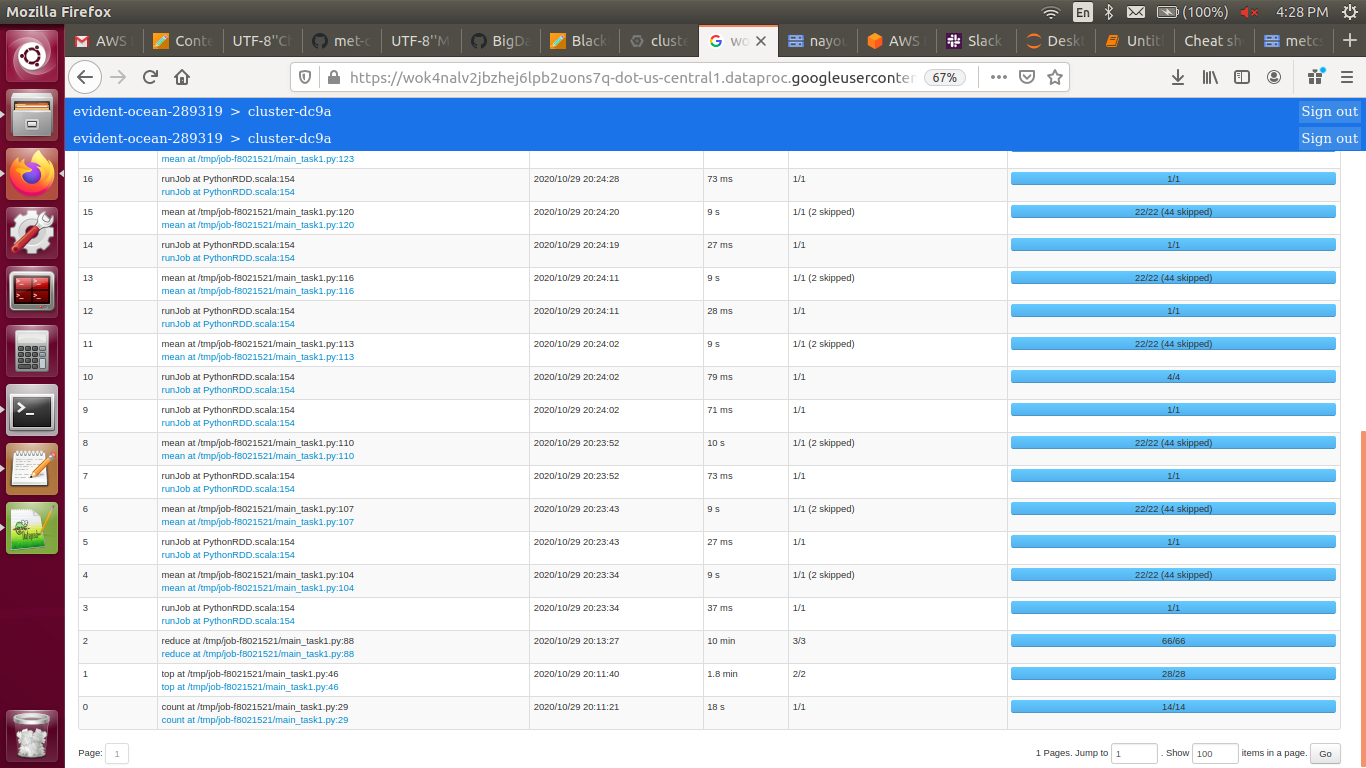 Mozilla Firefox
En
(100%)
4:28 PM
AWS
Conte
UTF-8''Cl
met-c
UTF-8''M
BigDa
Black
cluste
wo
nayou
AWS
Slack
Deskt
Untit
Cheat she
metcs
https://wok4nalv2jbzhej6lpb2uons7q-dot-us-central1.dataproc.googleuserconter
67%
evident-ocean-289319 > cluster-dc9a Sign out
evident-ocean-289319 > cluster-dc9a Sign out
mean at /tmp/job-f8021521/main_task1.py:123
16 runJob at PythonRDD.scala:154 2020/10/29 20:24:28 73 ms 1/1 1/1
runJob at PythonRDD.scala:154
15 mean at /tmp/job-f8021521/main_task1.py:120 2020/10/29 20:24:20 9 s 1/1 (2 skipped) 22/22 (44 skipped)
mean at /tmp/job-f8021521/main_task1.py:120
14 runJob at PythonRDD.scala:154 2020/10/29 20:24:19 27 ms 1/1 1/1
runJob at PythonRDD.scala:154
13 mean at /tmp/job-f8021521/main_task1.py:116 2020/10/29 20:24:11 9 s 1/1 (2 skipped) 22/22 (44 skipped)
mean at /tmp/job-f8021521/main_task1.py:116
12 runJob at PythonRDD.scala:154 2020/10/29 20:24:11 28 ms 1/1 1/1
runJob at PythonRDD.scala:154
11 mean at /tmp/job-f8021521/main_task1.py:113 2020/10/29 20:24:02 9 s 1/1 (2 skipped) 22/22 (44 skipped)
mean at /tmp/job-f8021521/main_task1.py:113
10 runJob at PythonRDD.scala:154 2020/10/29 20:24:02 79 ms 1/1 4/4
runJob at PythonRDD.scala:154
9 runJob at PythonRDD.scala:154 2020/10/29 20:24:02 71 ms 1/1 1/1
runJob at PythonRDD.scala:154
8 mean at /tmp/job-f8021521/main_task1.py:110 2020/10/29 20:23:52 10 s 1/1 (2 skipped) 22/22 (44 skipped)
mean at /tmp/job-f8021521/main_task1.py:110
7 runJob at PythonRDD.scala:154 2020/10/29 20:23:52 73 ms 1/1 1/1
runJob at PythonRDD.scala:154
6 mean at /tmp/job-f8021521/main_task1.py:107 2020/10/29 20:23:43 9 s 1/1 (2 skipped) 22/22 (44 skipped)
mean at /tmp/job-f8021521/main_task1.py:107
5 runJob at PythonRDD.scala:154 2020/10/29 20:23:43 27 ms 1/1 1/1
runJob at PythonRDD.scala:154
4 mean at /tmp/job-f8021521/main_task1.py:104 2020/10/29 20:23:34 9 s 1/1 (2 skipped) 22/22 (44 skipped)
mean at /tmp/job-f8021521/main_task1.py:104
3 runJob at PythonRDD.scala:154 2020/10/29 20:23:34 37 ms 1/1 1/1
runJob at PythonRDD.scala:154
2 reduce at /tmp/job-f8021521/main_task1.py:88 2020/10/29 20:13:27 10 min 3/3 66/66
reduce at /tmp/job-f8021521/main_task1.py:88
1 top at /tmp/job-f8021521/main_task1.py:46 2020/10/29 20:11:40 1.8 min 2/2 28/28
top at /tmp/job-f8021521/main_task1.py:46
0 count at /tmp/job-f8021521/main_task1.py:29 2020/10/29 20:11:21 18 s 1/1 14/14
count at /tmp/job-f8021521/main_task1.py:29
Page: 1 1 Pages. Jump to 1 . Show 100 items in a page. Go